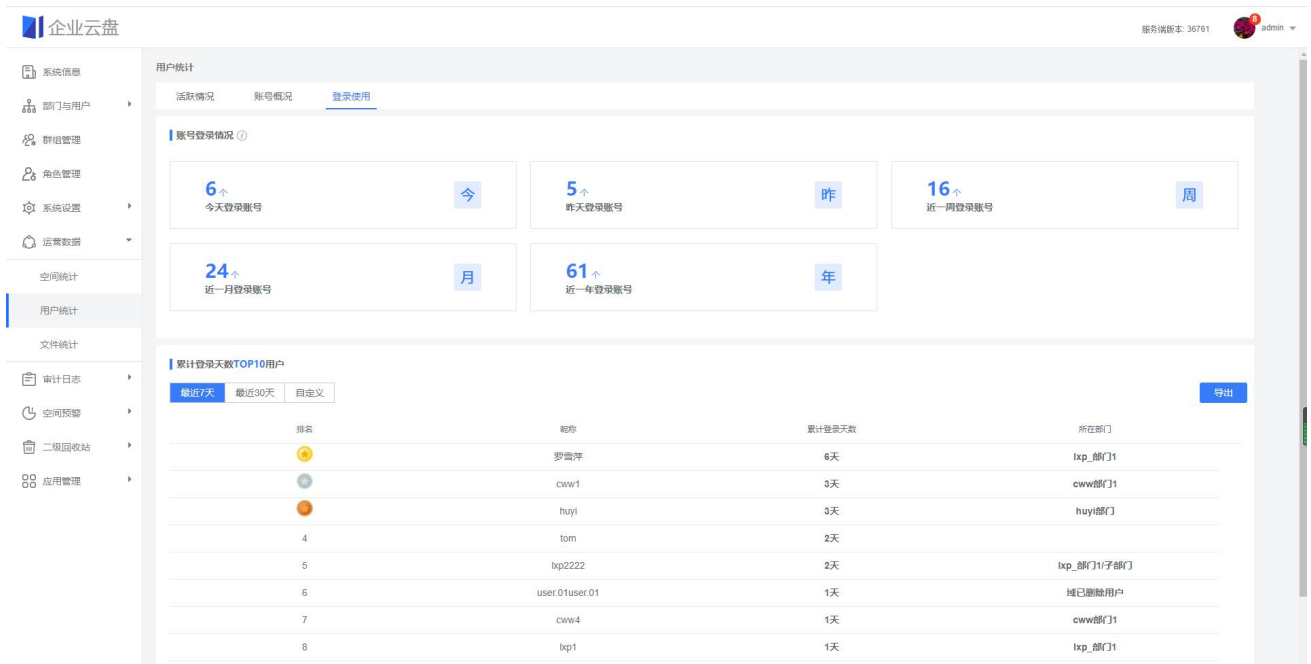 企业云盘
服务端版本: 36761
8
admin
系统信息
部门与用户
群组管理
角色管理
系统设置
运营数据
空间统计
用户统计
文件统计
审计日志
空间预警
二级回收站
应用管理
用户统计
活跃情况 账号概况 登录使用
账号登录情况
6个
今天登录账号
今
5个
昨天登录账号
昨
16个
近一周登录账号
周
24个
近一月登录账号
月
61个
近一年登录账号
年
累计登录天数TOP10用户
最近7天 最近30天 自定义
导出
排名 昵称 累计登录天数 所在部门
罗雪萍 6天 lxp_部门1
cww1 3天 cww部门1
huyi 3天 huyi部门
4 tom 2天
5 lxp2222 2天 lxp_部门1/子部门
6 user.01user.01 1天 域已删除用户
7 cww4 1天 cww部门1
8 lxp1 1天 lxp_部门1